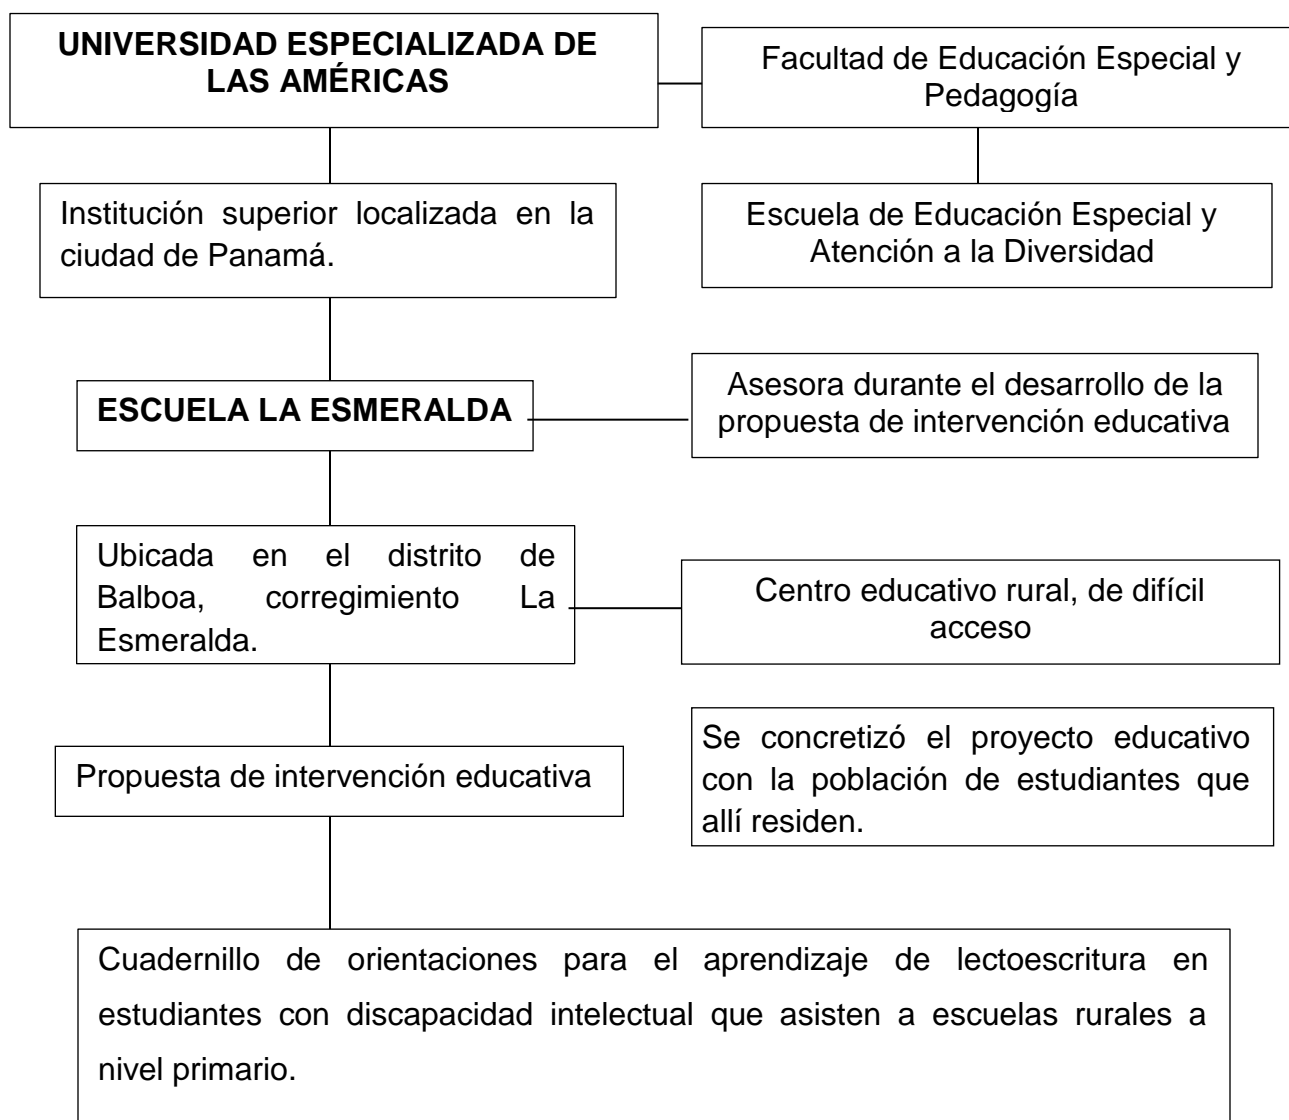 UNIVERSIDAD ESPECIALIZADA DE
LAS AMÉRICAS
Facultad de Educación Especial y
Pedagogía
Institución superior localizada en la
ciudad de Panamá.
Escuela de Educación Especial y
Atención a la Diversidad
ESCUELA LA ESMERALDA
Asesora durante el desarrollo de la
propuesta de intervención educativa
Ubicada en el distrito de
Balboa, corregimiento La
Esmeralda.
Centro educativo rural, de difícil
acceso
Propuesta de intervención educativa
Se concretizó el proyecto educativo
con la población de estudiantes que
allí residen.
Cuadernillo de orientaciones para el aprendizaje de lectoescritura en
estudiantes con discapacidad intelectual que asisten a escuelas rurales a
nivel primario.